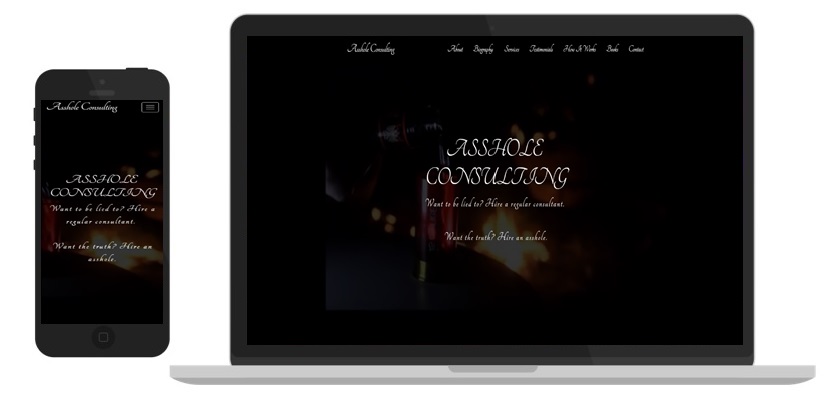 Asshole Consulting
ASSHOLE
CONSULTING
Want to be lied to? Hire a
regular consultant.
Want the truth? Hire an
asshole.
Asshole Consulting
About Biography Services Testimonials How It Works Books Contact
ASSHOLE
CONSULTING
Want to be lied to? Hire a regular consultant.
Want the truth? Hire an asshole.